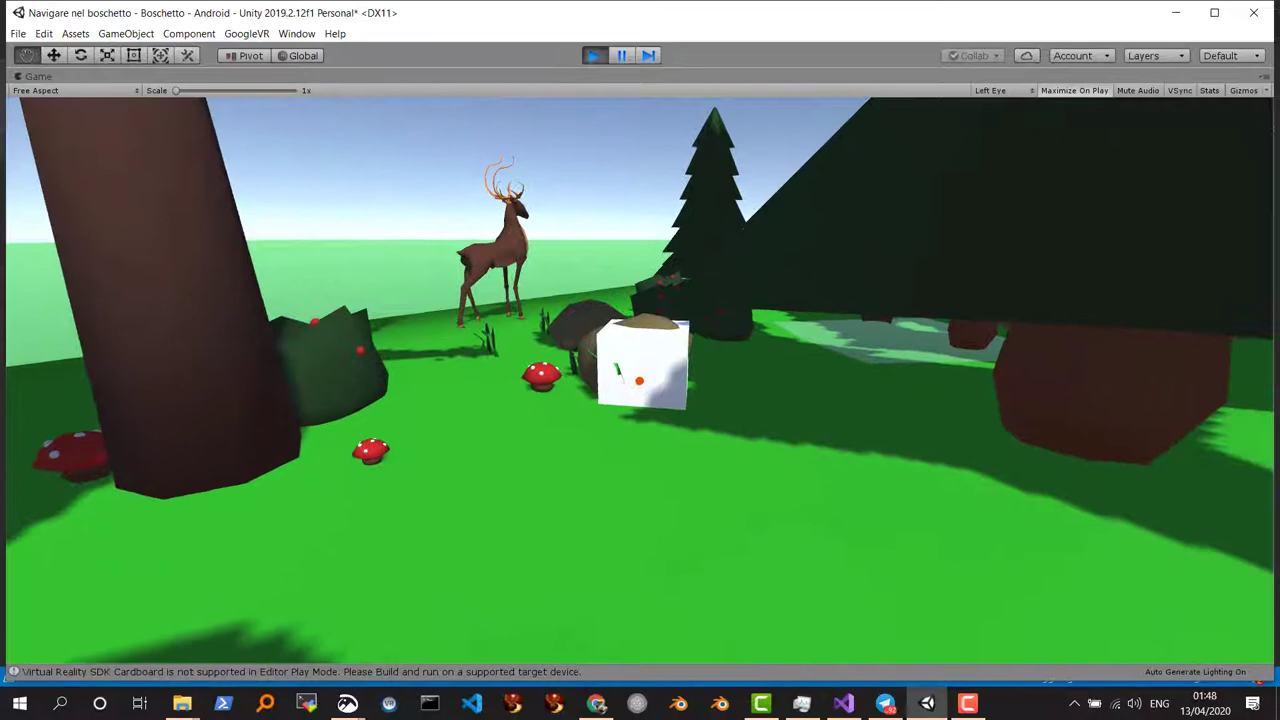 Navigare nel boschetto - Boschetto - Android - Unity 2019.2.12f1 Personal* <DX11>
File Edit Assets GameObject Component GoogleVR Window Help
Pivot Global Collab Account Layers Default
Game
Free Aspect Scale 1x Left Eye Maximize On Play Mute Audio VSync Stats Gizmos
Virtual Reality SDK Cardboard is not supported in Editor Play Mode. Please Build and run on a supported target device. Auto Generate Lighting On
92
ENG
01:48
13/04/2020